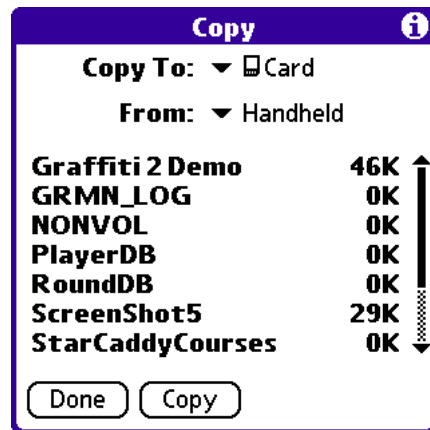 Copy
Copy To: Card
From: Handheld
Graffiti 2 Demo 46K
GRMN_LOG 0K
NONVOL 0K
PlayerDB 0K
RoundDB 0K
ScreenShot5 29K
StarCaddyCourses 0K
Done Copy